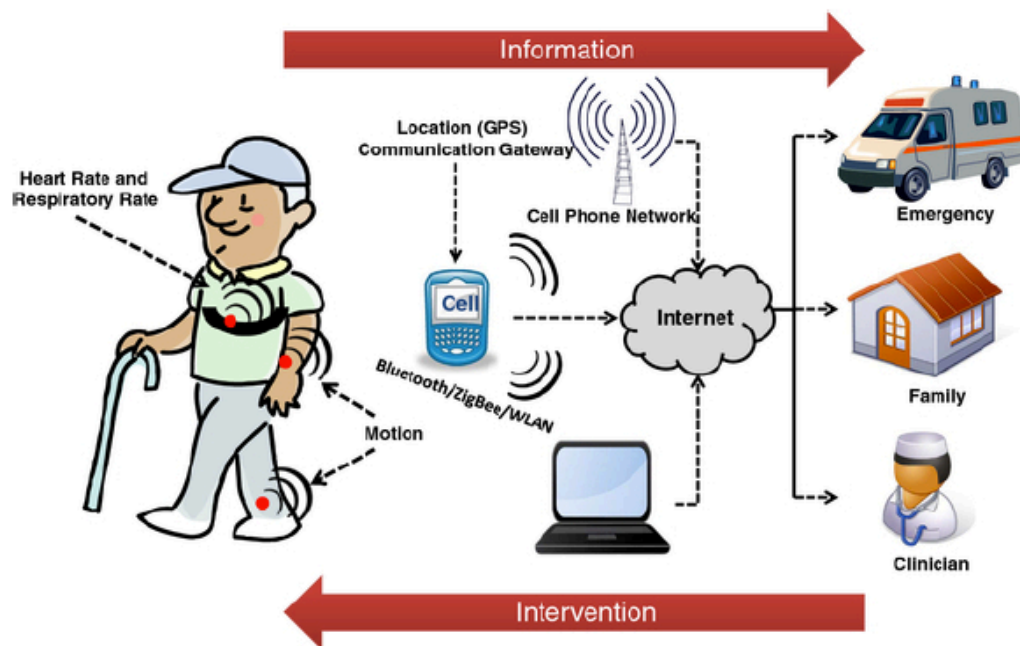 Information
Location (GPS)
Communication Gateway
Heart Rate and
Respiratory Rate
Cell Phone Network
Emergency
Cell
Internet
Bluetooth/ZigBee/WLAN
Family
Motion
Clinician
Intervention